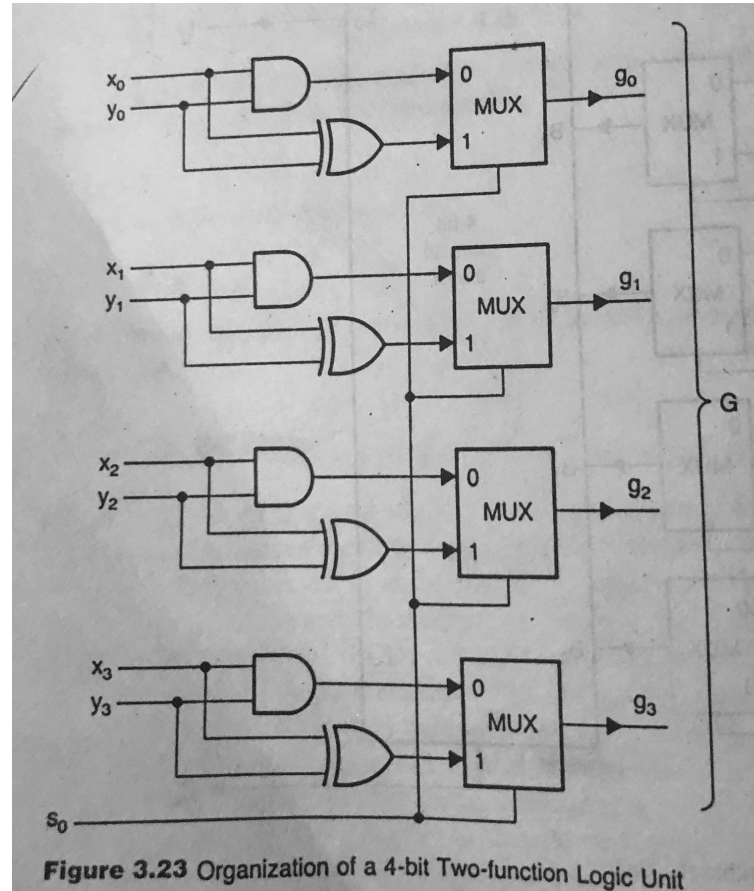 x₀
y₀
0
MUX
1
g₀
x₁
y₁
0
MUX
1
g₁
G
x₂
y₂
0
MUX
1
g₂
x₃
y₃
0
MUX
1
g₃
s₀
Figure 3.23 Organization of a 4-bit Two-function Logic Unit